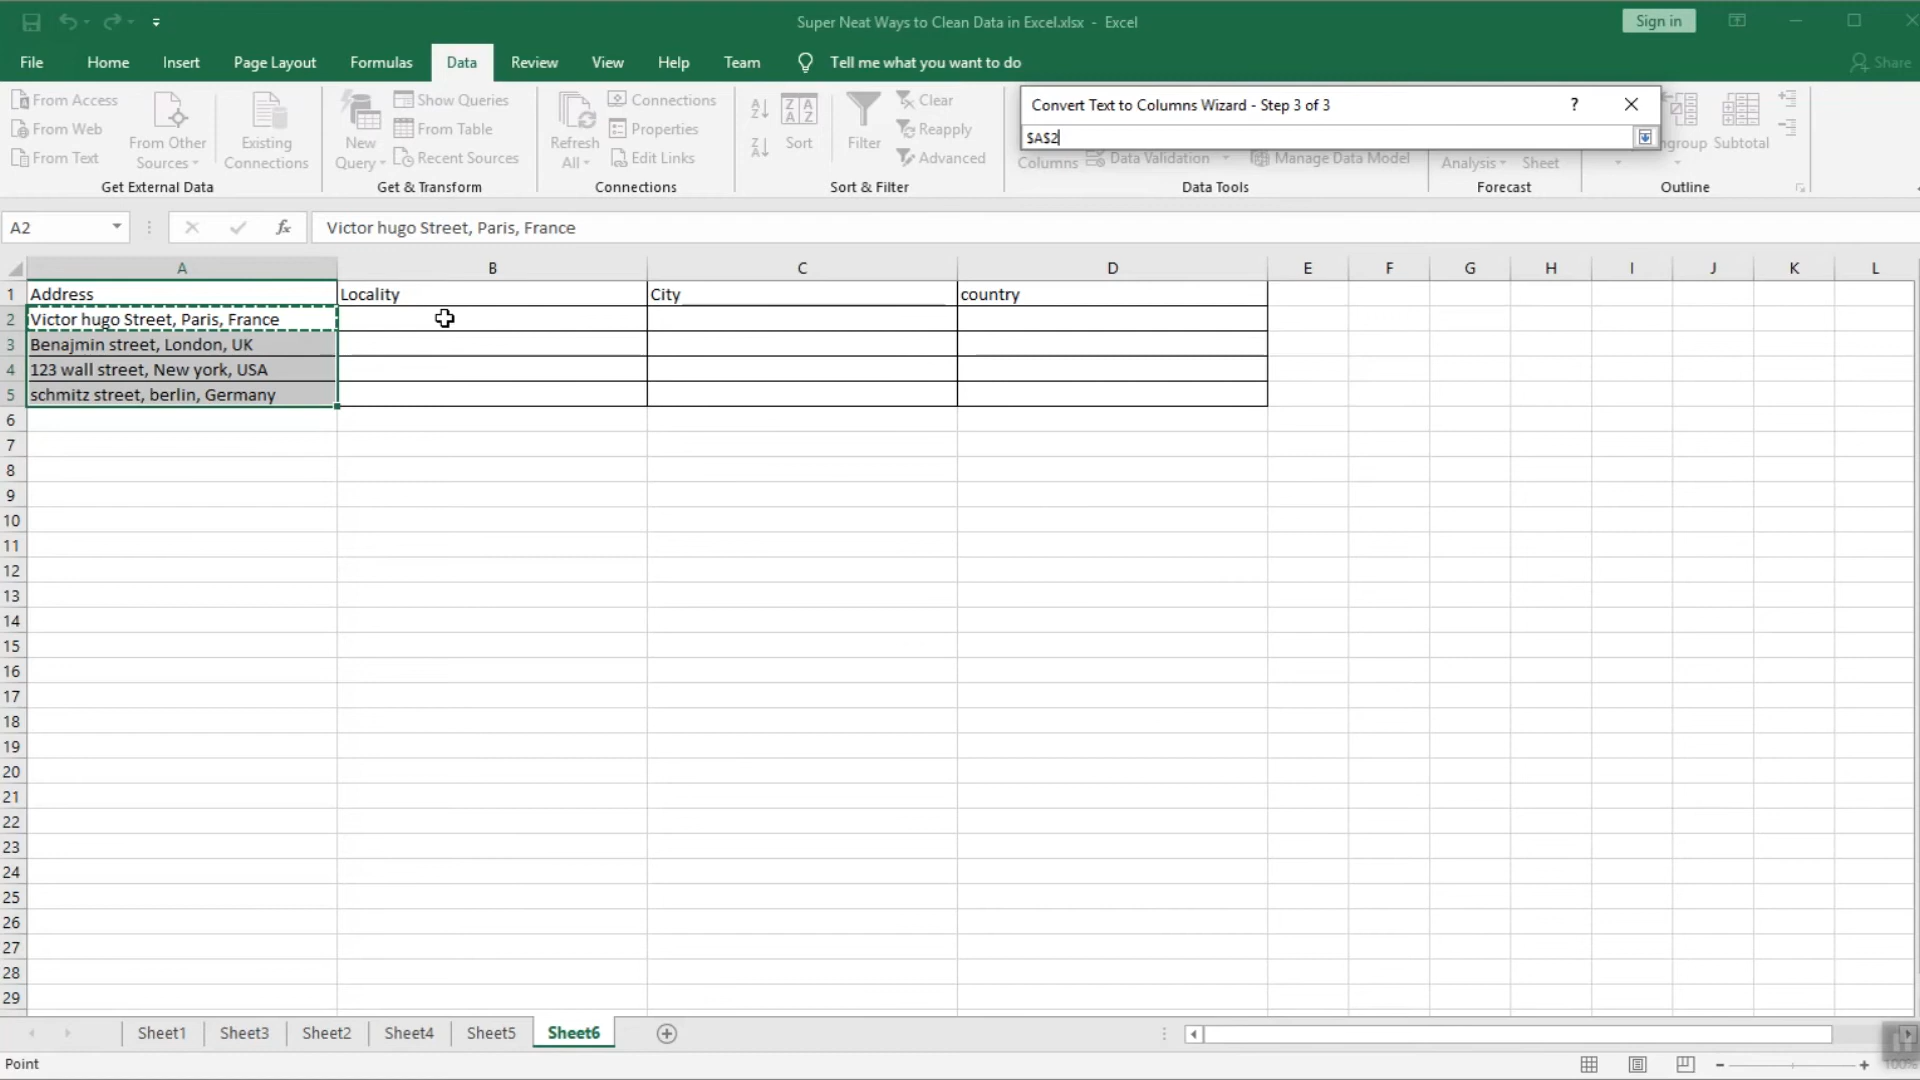 Super Neat Ways to Clean Data in Excel.xlsx - Excel
Sign in
File Home Insert Page Layout Formulas Data Review View Help Team Tell me what you want to do Share
From Access
From Web
From Text
From Other Sources
Existing Connections
Get External Data
New Query
Show Queries
From Table
Recent Sources
Get & Transform
Refresh All
Connections
Properties
Edit Links
Connections
Sort
Filter
Clear
Reapply
Advanced
Sort & Filter
Convert Text to Columns Wizard - Step 3 of 3 ?
$A$2
Columns Data Validation Manage Data Model
Data Tools
Analysis Sheet
Forecast
group Subtotal
Outline
A2 fx Victor hugo Street, Paris, France
A B C D E F G H I J K L
1 Address Locality City country
2 Victor hugo Street, Paris, France
3 Benajmin street, London, UK
4 123 wall street, New york, USA
5 schmitz street, berlin, Germany
6
7
8
9
10
11
12
13
14
15
16
17
18
19
20
21
22
23
24
25
26
27
28
29
Sheet1 Sheet3 Sheet2 Sheet4 Sheet5 Sheet6
Point 100%